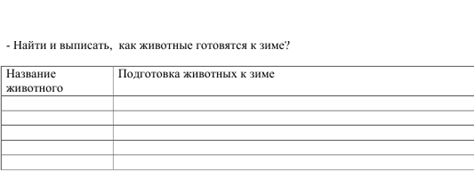 - Найти и выписать, как животные готовятся к зиме?
Название животного
Подготовка животных к зиме